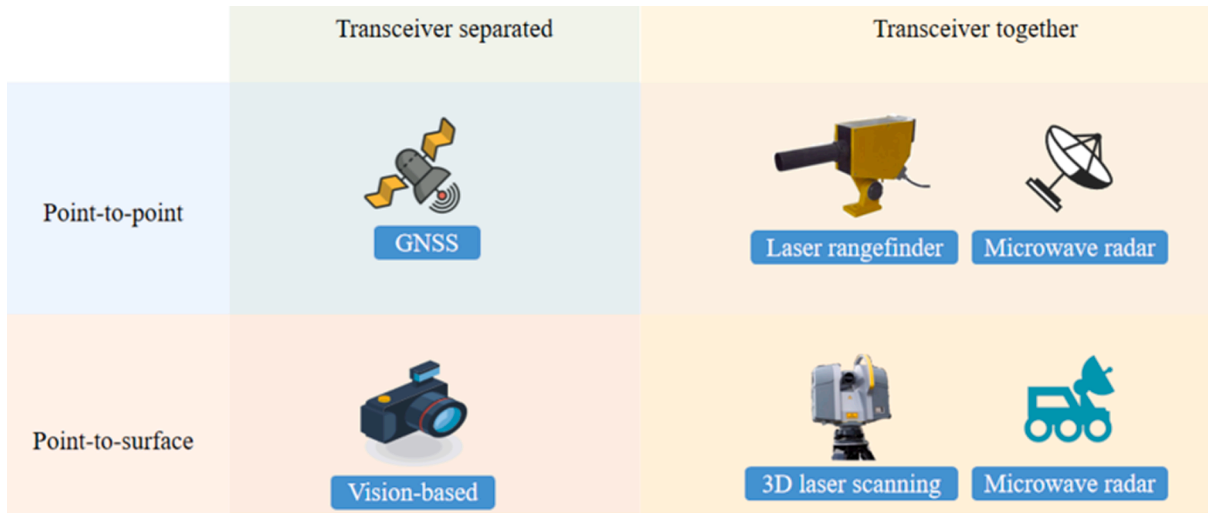 Transceiver separated
Transceiver together
Point-to-point
GNSS
Laser rangefinder
Microwave radar
Point-to-surface
Vision-based
3D laser scanning
Microwave radar